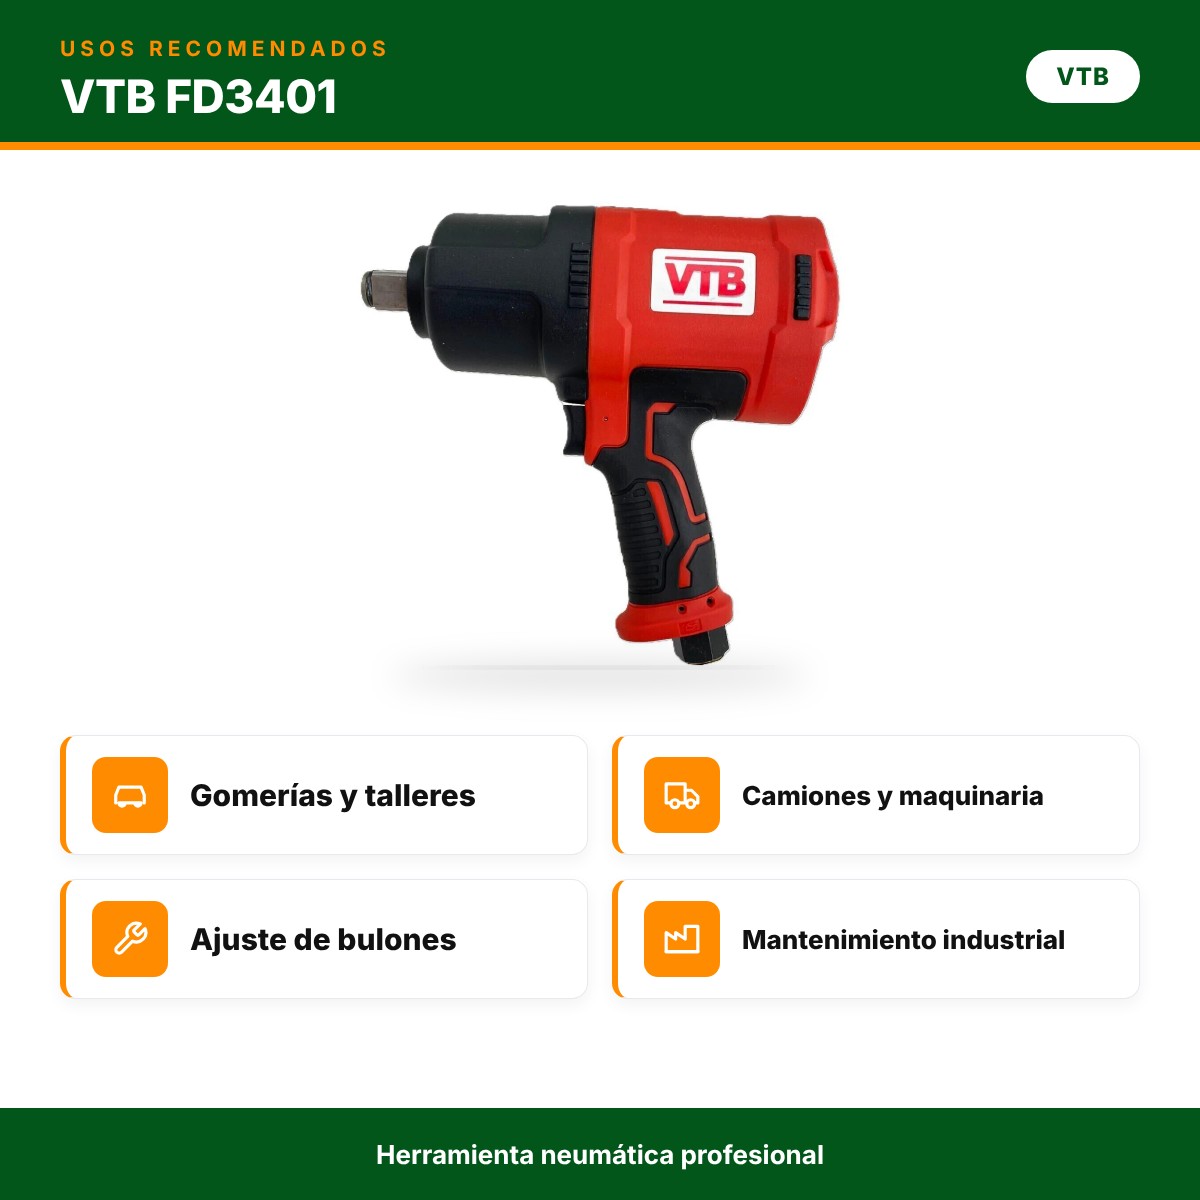 USOS RECOMENDADOS
VTB FD3401
VTB
VTB
Gomerías y talleres
Camiones y maquinaria
Ajuste de bulones
Mantenimiento industrial
Herramienta neumática profesional